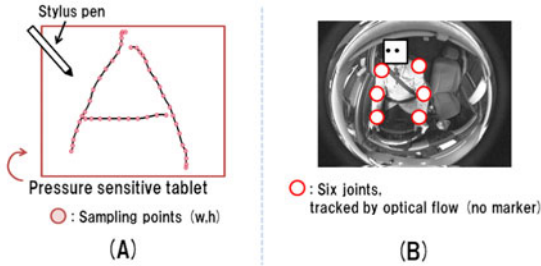 Stylus pen
Pressure sensitive tablet
: Sampling points (w,h)
(A)
: Six joints,
tracked by optical flow (no marker)
(B)